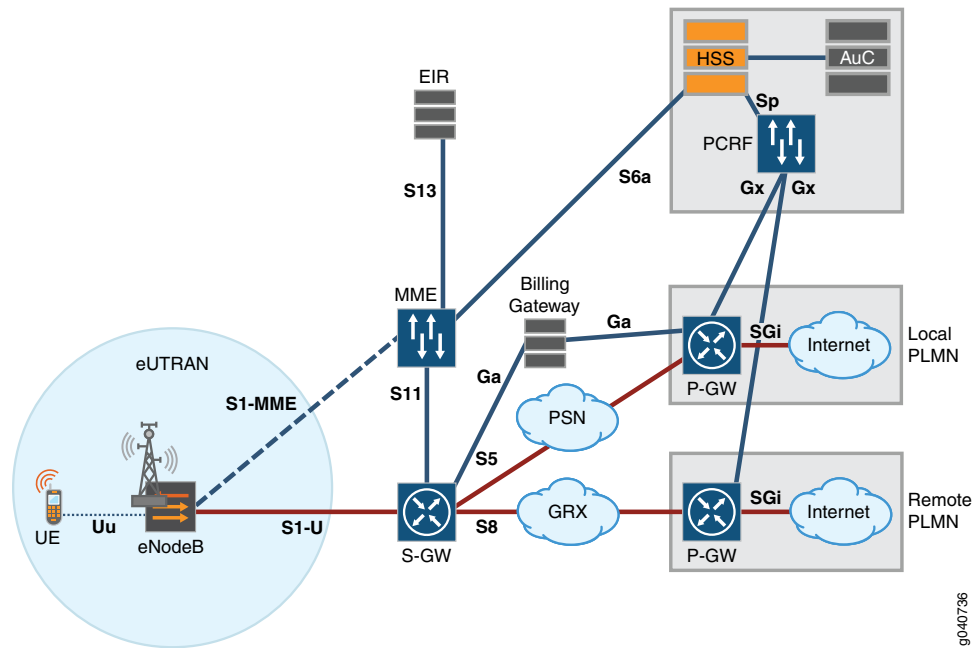 HSS
AuC
EIR
Sp
PCRF
S13
S6a
Gx
Gx
Billing
Gateway
MME
Ga
SGi
Internet
Local
PLMN
P-GW
eUTRAN
S1-MME
S11
Ga
PSN
S5
UE
Uu
eNodeB
S1-U
S-GW
S8
GRX
P-GW
SGi
Internet
Remote
PLMN
g040736